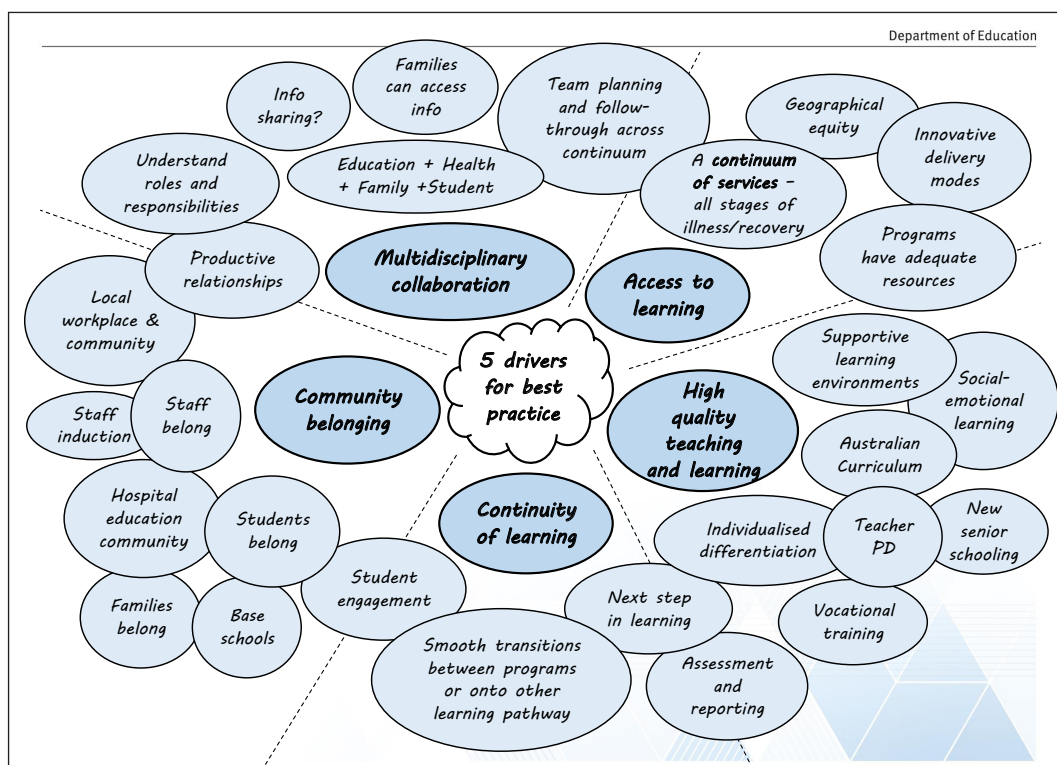 Department of Education
Families
can access
info
Info
sharing?
Team planning
and follow-
through across
continuum
Geographical
equity
Innovative
delivery
modes
Understand
roles and
responsibilities
Education + Health
+ Family +Student
A continuum
of services –
all stages of
illness/recovery
Productive
relationships
Multidisciplinary
collaboration
Access to
learning
Programs
have adequate
resources
Local
workplace &
community
5 drivers
for best
practice
Supportive
learning
environments
Social-
emotional
learning
Staff
induction
Staff
belong
Community
belonging
High
quality
teaching
and learning
Australian
Curriculum
Hospital
education
community
Students
belong
Continuity
of learning
Individualised
differentiation
Teacher
PD
New
senior
schooling
Families
belong
Base
schools
Student
engagement
Next step
in learning
Vocational
training
Smooth transitions
between programs
or onto other
learning pathway
Assessment
and
reporting